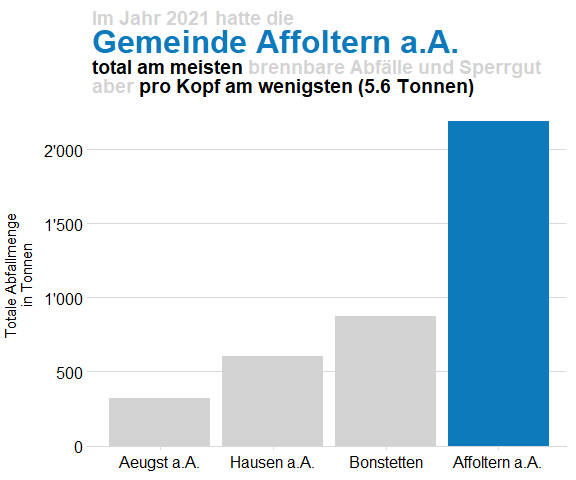 Im Jahr 2021 hatte die
Gemeinde Affoltern a.A.
total am meisten brennbare Abfälle und Sperrgut
aber pro Kopf am wenigsten (5.6 Tonnen)
2'000
1'500
1'000
500
0
Totale Abfallmenge
in Tonnen
Aeugst a.A.
Hausen a.A.
Bonstetten
Affoltern a.A.